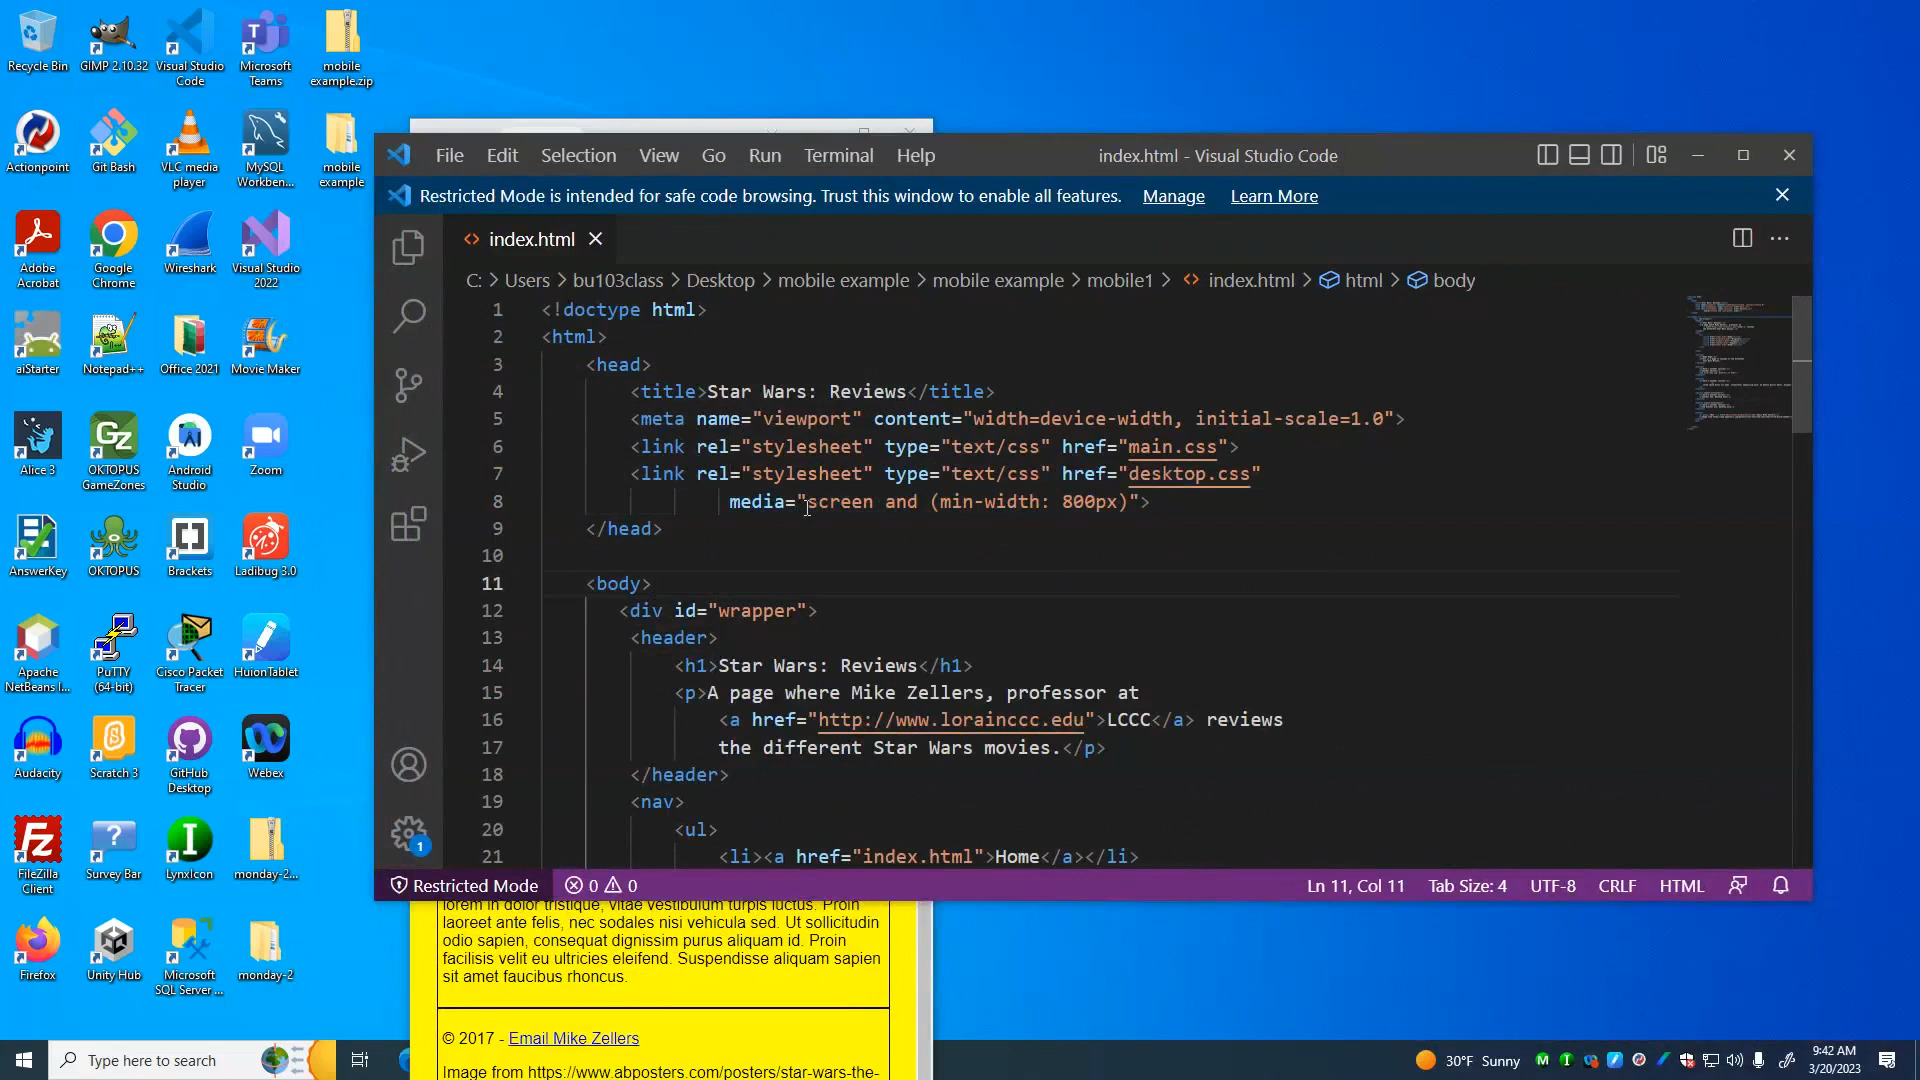 Recycle Bin
GIMP 2.10.32
Visual Studio
Code
Microsoft
Teams
mobile
example.zip
Actionpoint
Git Bash
VLC media
player
MySQL
Workben...
mobile
example
Adobe
Acrobat
Google
Chrome
Wireshark
Visual Studio
2022
aiStarter
Notepad++
Office 2021
Movie Maker
Alice 3
OKTOPUS
GameZones
Android
Studio
Zoom
AnswerKey
OKTOPUS
Brackets
Ladibug 3.0
Apache
NetBeans I...
PuTTY
(64-bit)
Cisco Packet
Tracer
HuionTablet
Audacity
Scratch 3
GitHub
Desktop
Webex
FileZilla
Client
Survey Bar
LynxIcon
monday-2...
Firefox
Unity Hub
Microsoft
SQL Server ...
monday-2
File Edit Selection View Go Run Terminal Help index.html - Visual Studio Code
Restricted Mode is intended for safe code browsing. Trust this window to enable all features. Manage Learn More
index.html
C: > Users > bu103class > Desktop > mobile example > mobile example > mobile1 > index.html > html > body
1 <!doctype html>
2 <html>
3 <head>
4 <title>Star Wars: Reviews</title>
5 <meta name="viewport" content="width=device-width, initial-scale=1.0">
6 <link rel="stylesheet" type="text/css" href="main.css">
7 <link rel="stylesheet" type="text/css" href="desktop.css"
8 media="screen and (min-width: 800px)">
9 </head>
10
11 <body>
12 <div id="wrapper">
13 <header>
14 <h1>Star Wars: Reviews</h1>
15 <p>A page where Mike Zellers, professor at
16 <a href="http://www.lorainccc.edu">LCCC</a> reviews
17 the different Star Wars movies.</p>
18 </header>
19 <nav>
20 <ul>
21 <li><a href="index.html">Home</a></li>
1
Restricted Mode 0 0 Ln 11, Col 11 Tab Size: 4 UTF-8 CRLF HTML
lorem in dolor tristique, vitae vestibulum turpis luctus. Proin
laoreet ante felis, nec sodales nisi vehicula sed. Ut sollicitudin
odio sapien, consequat dignissim purus aliquam id. Proin
facilisis velit eu ultricies eleifend. Suspendisse aliquam sapien
sit amet faucibus rhoncus.
© 2017 - Email Mike Zellers
Image from https://www.abposters.com/posters/star-wars-the-
Type here to search
30°F Sunny
9:42 AM
3/20/2023